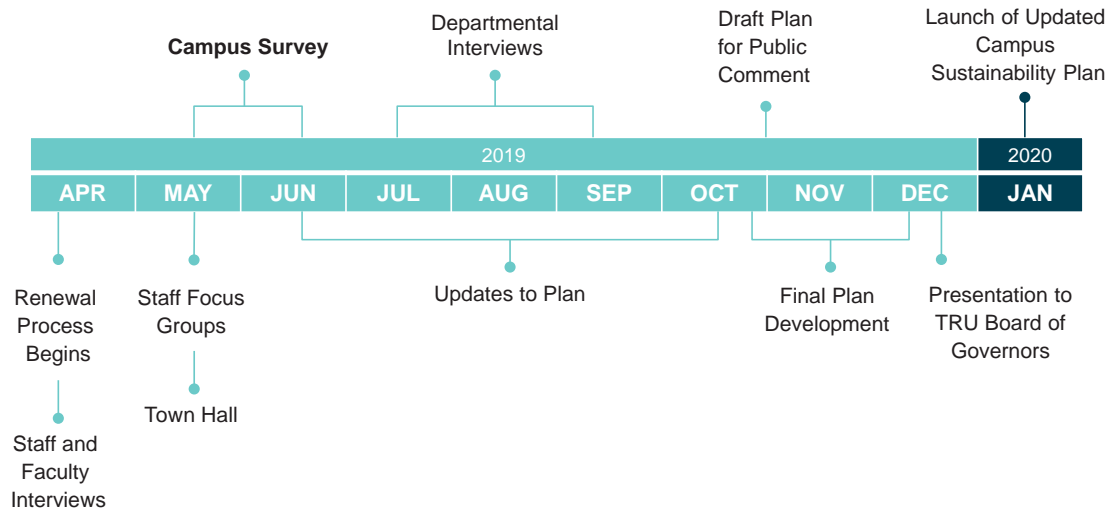 Campus Survey
Departmental
Interviews
Draft Plan
for Public
Comment
Launch of Updated
Campus
Sustainability Plan
2019
2020
APR
MAY
JUN
JUL
AUG
SEP
OCT
NOV
DEC
JAN
Renewal
Process
Begins
Staff and
Faculty
Interviews
Staff Focus
Groups
Town Hall
Updates to Plan
Final Plan
Development
Presentation to
TRU Board of
Governors